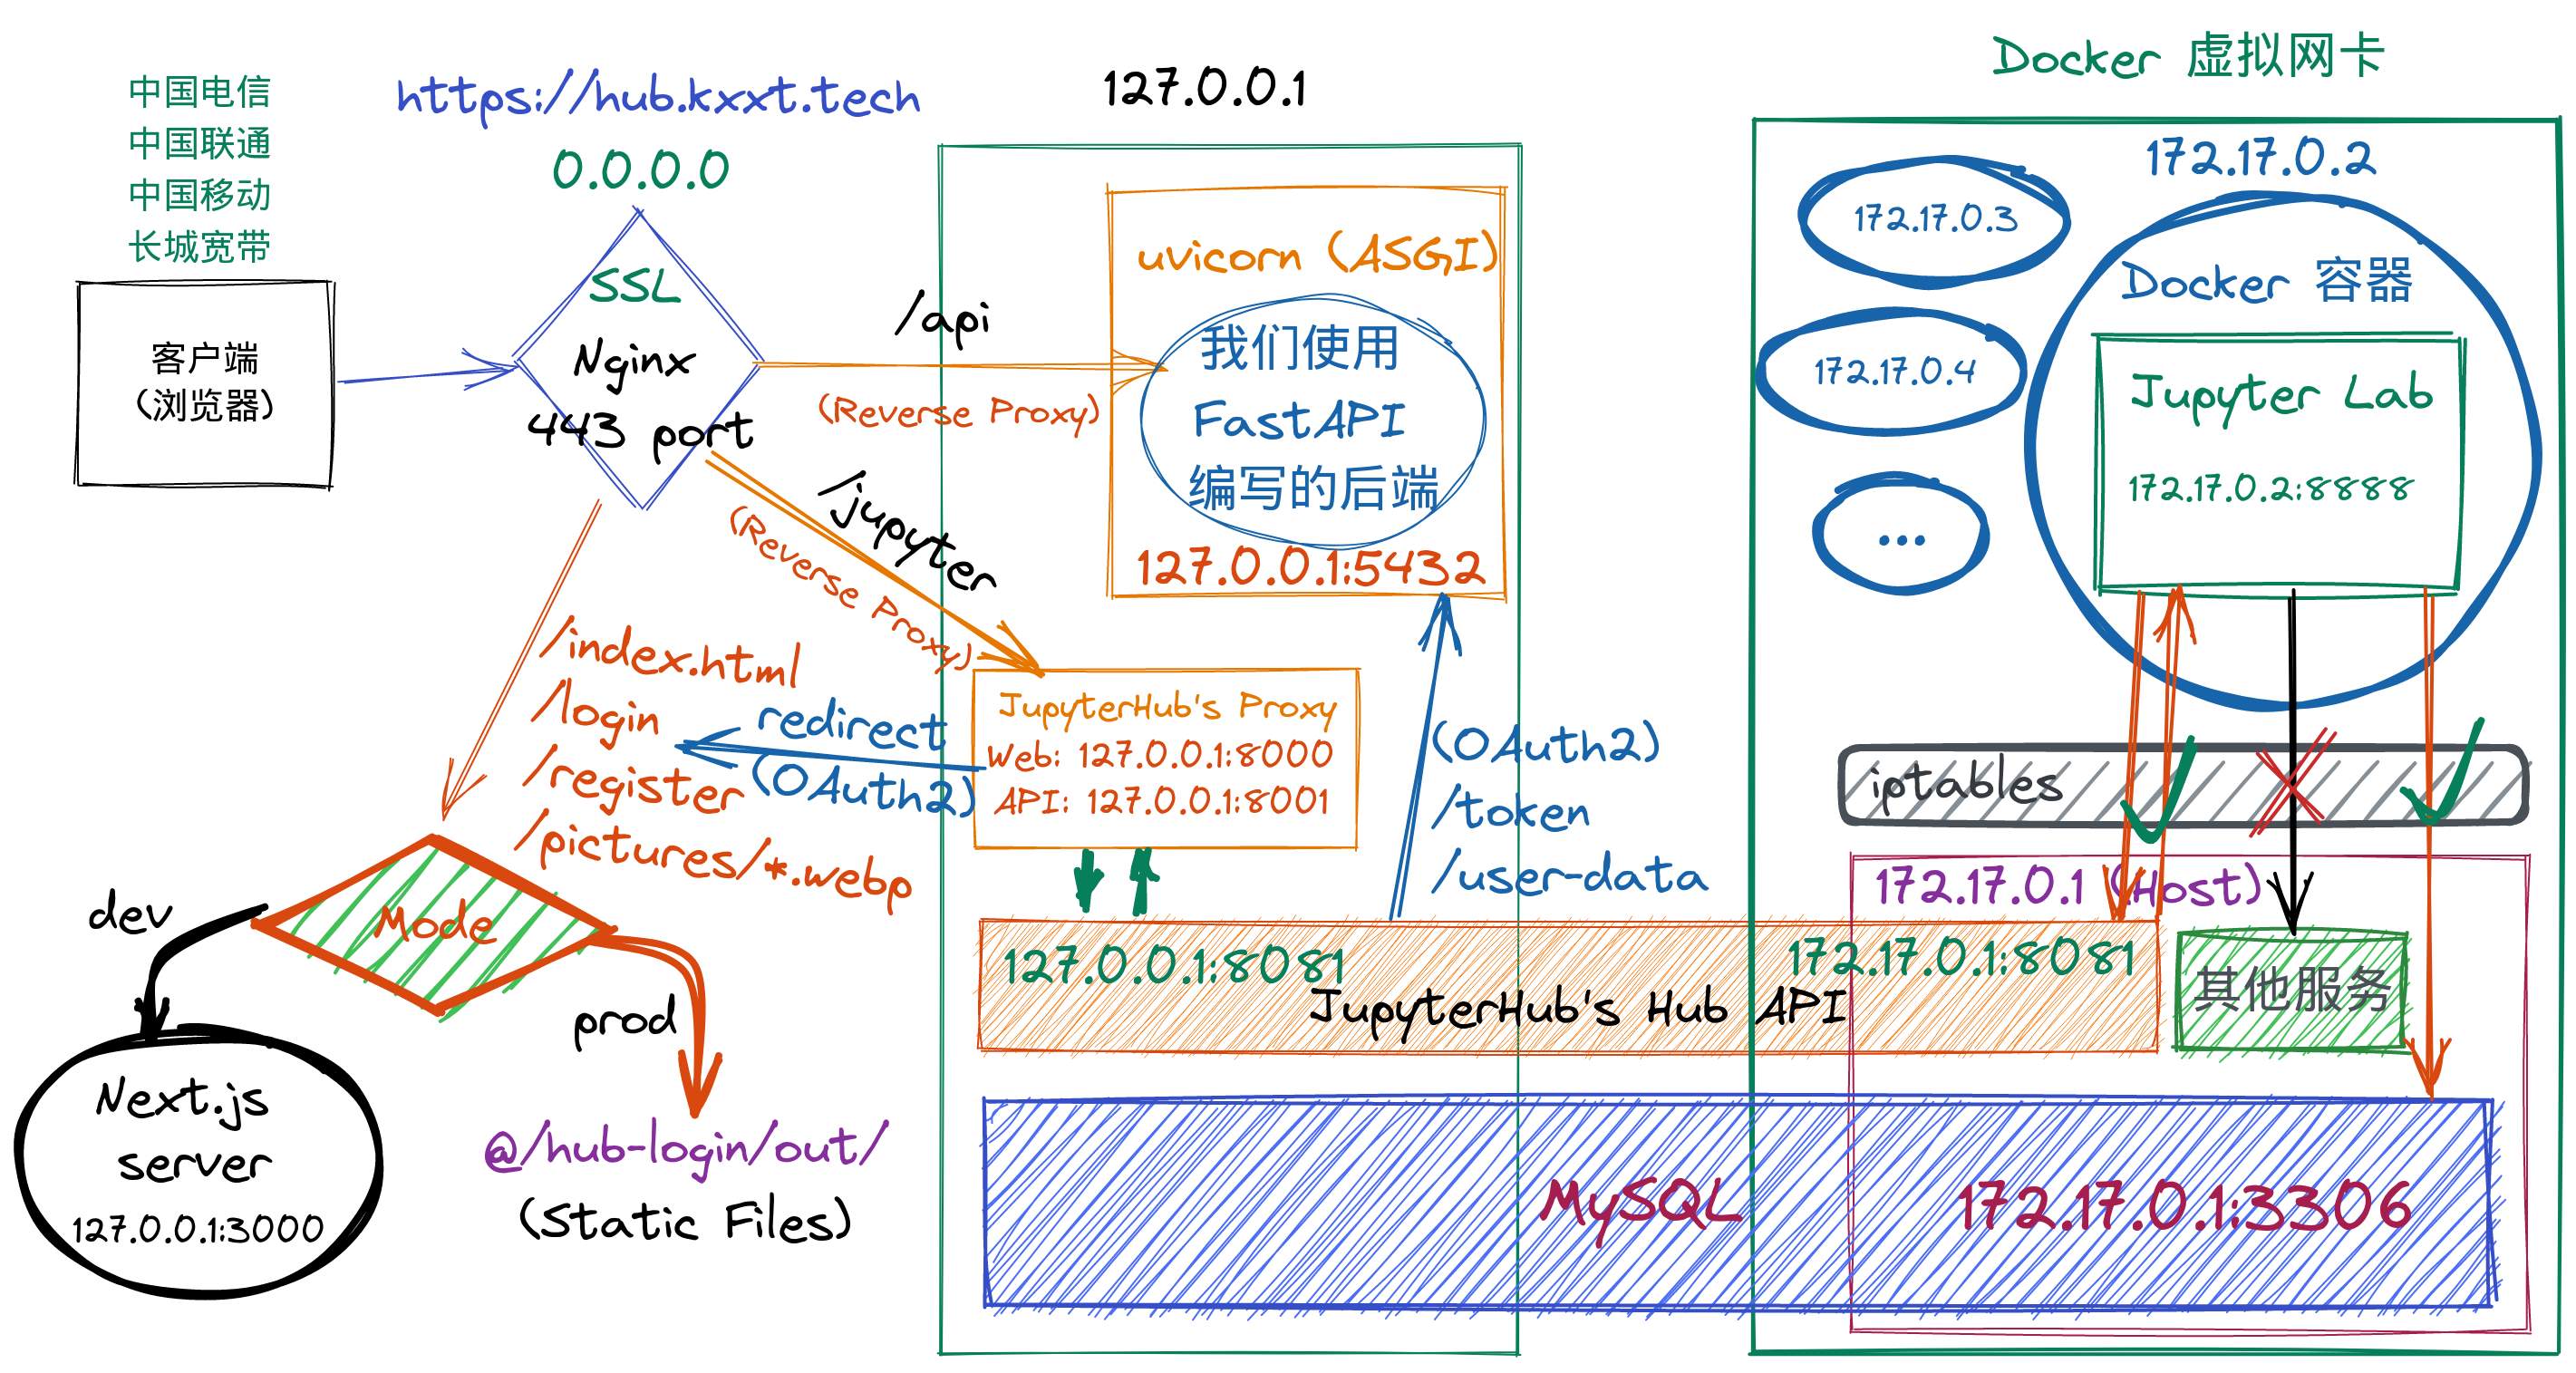 中国电信
中国联通
中国移动
长城宽带
客户端
（浏览器）
https://hub.kxxt.tech
0.0.0.0
SSL
Nginx
443 port
/api
(Reverse Proxy)
/jupyter
(Reverse Proxy)
/index.html
/login
/register
/pictures/*.webp
redirect
(OAuth2)
Mode
dev
prod
Next.js
server
127.0.0.1:3000
@/hub-login/out/
(Static Files)
127.0.0.1
uvicorn (ASGI)
我们使用
FastAPI
编写的后端
127.0.0.1:5432
JupyterHub's Proxy
Web: 127.0.0.1:8000
API: 127.0.0.1:8001
(OAuth2)
/token
/user-data
127.0.0.1:8081
172.17.0.1:8081
JupyterHub's Hub API
MySQL
172.17.0.1:3306
Docker 虚拟网卡
172.17.0.2
172.17.0.3
172.17.0.4
...
Docker 容器
Jupyter Lab
172.17.0.2:8888
iptables
172.17.0.1 (Host)
其他服务